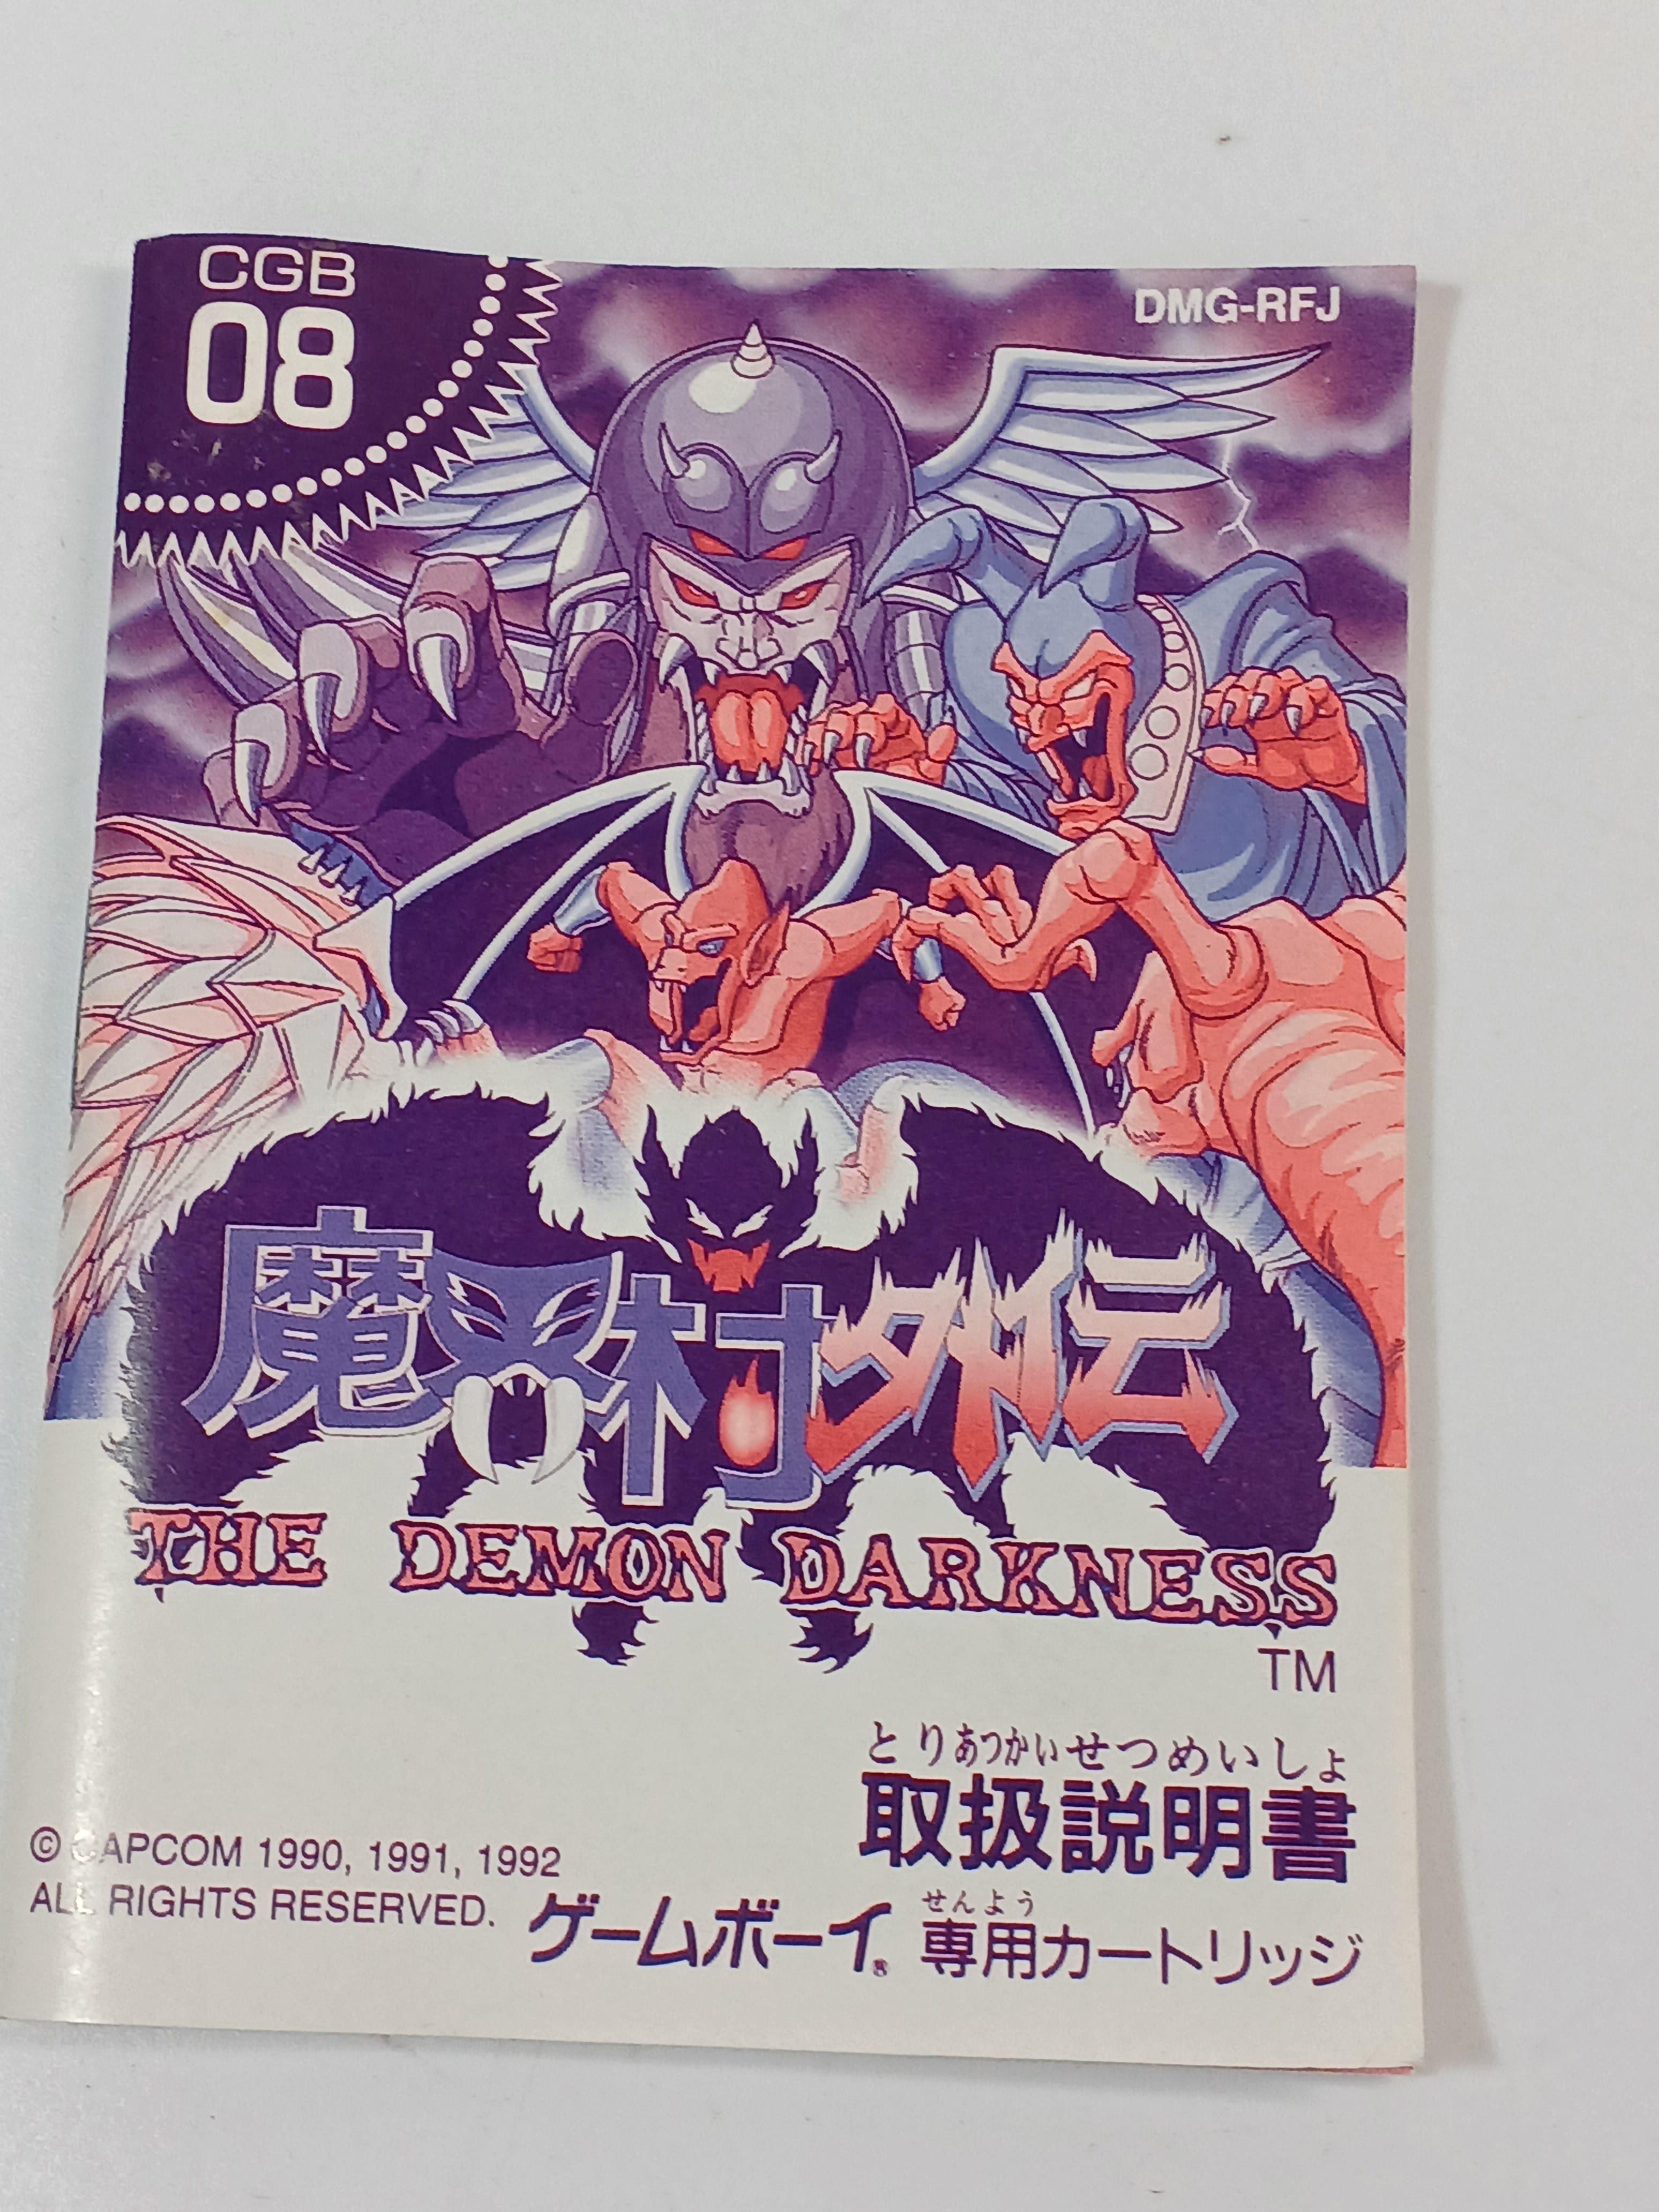 CGB
08
DMG-RFJ
魔界村外伝
THE DEMON DARKNESS
TM
とりあつかいせつめいしょ
取扱説明書
© CAPCOM 1990, 1991, 1992
ALL RIGHTS RESERVED.
せんよう
ゲームボーイ® 専用カートリッジ